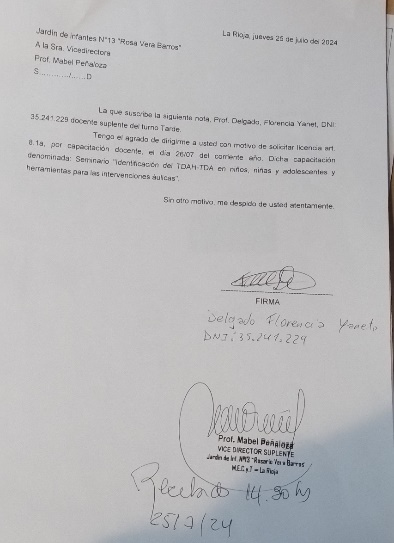 La Rioja, jueves 25 de julio del 2024
Jardín de Infantes N°13 "Rosa Vera Barros"
A la Sra. Vicedirectora
Prof. Mabel Peñaloza
S............/......D
La que suscribe la siguiente nota, Prof. Delgado, Florencia Yanet, DNI:
35.241.229 docente suplente del turno Tarde.
Tengo el agrado de dirigirme a usted con motivo de solicitar licencia art.
8.1a, por capacitación docente, el día 26/07 del corriente año. Dicha capacitación
denominada: Seminario "Identificación del TDAH-TDA en niños, niñas y adolescentes y
herramientas para las intervenciones áulicas".
Sin otro motivo, me despido de usted atentamente.
FIRMA
Delgado Florencia Yanet
DNI: 35.241.229
Prof. Mabel Peñaloza
VICE DIRECTOR SUPLENTE
Jardín de Inf. Nº13 "Rosario Vera Barros"
M.E.C. y T - La Rioja
Recibido 14:30 hs
25/7/24